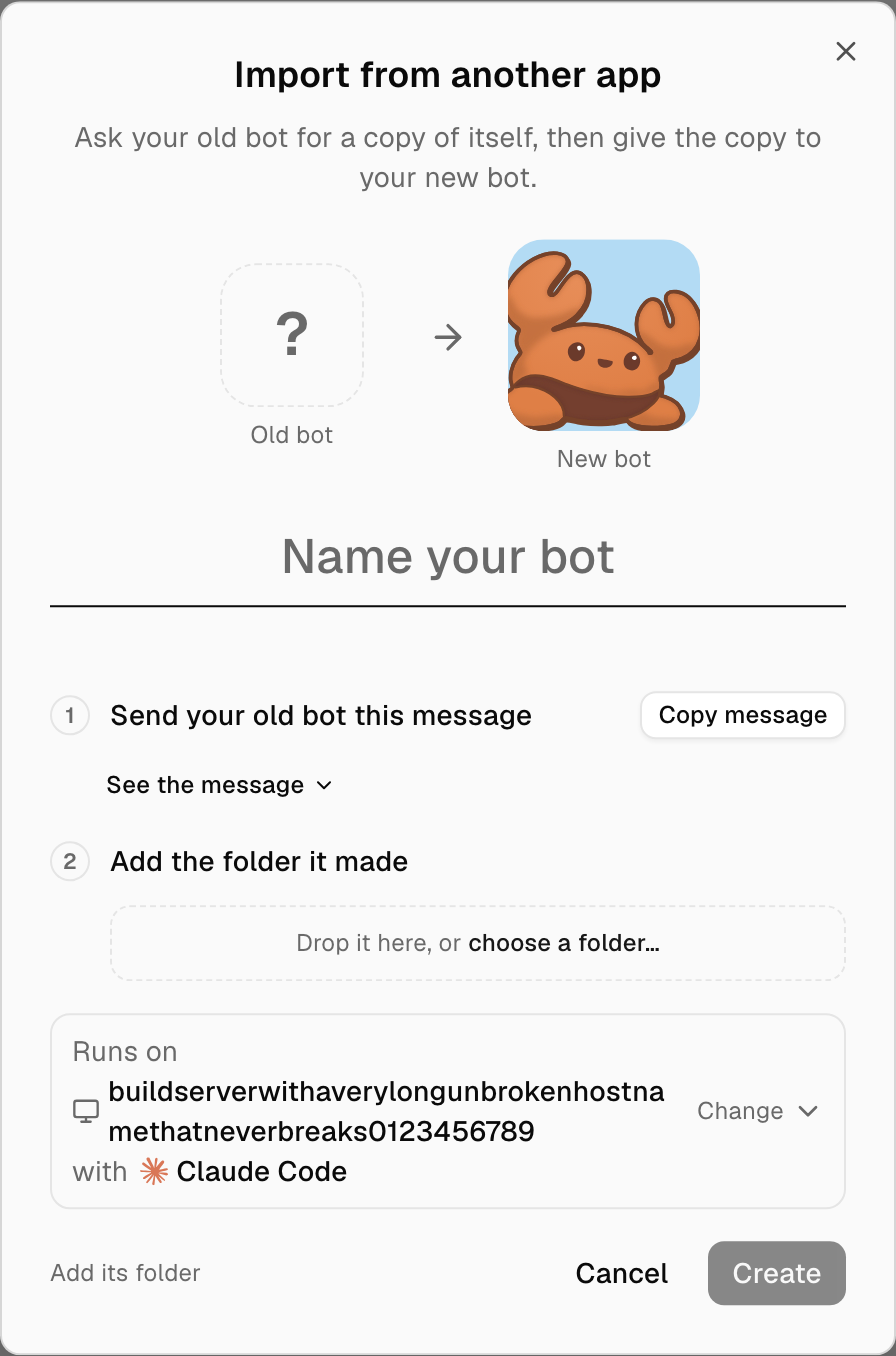 Import from another app
Ask your old bot for a copy of itself, then give the copy to
your new bot.
?
Old bot
New bot
Name your bot
1 Send your old bot this message Copy message
See the message
2 Add the folder it made
Drop it here, or choose a folder...
Runs on
buildserverwithaverylongunbrokenhostna
methatneverbreaks0123456789
Change
with Claude Code
Add its folder Cancel Create